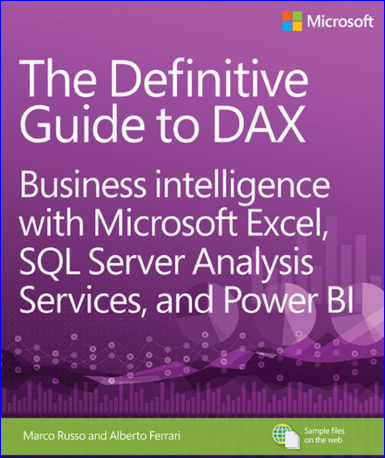 Microsoft
The Definitive
Guide to DAX
Business intelligence
with Microsoft Excel,
SQL Server Analysis
Services, and Power BI
Marco Russo and Alberto Ferrari
Sample files
on the web